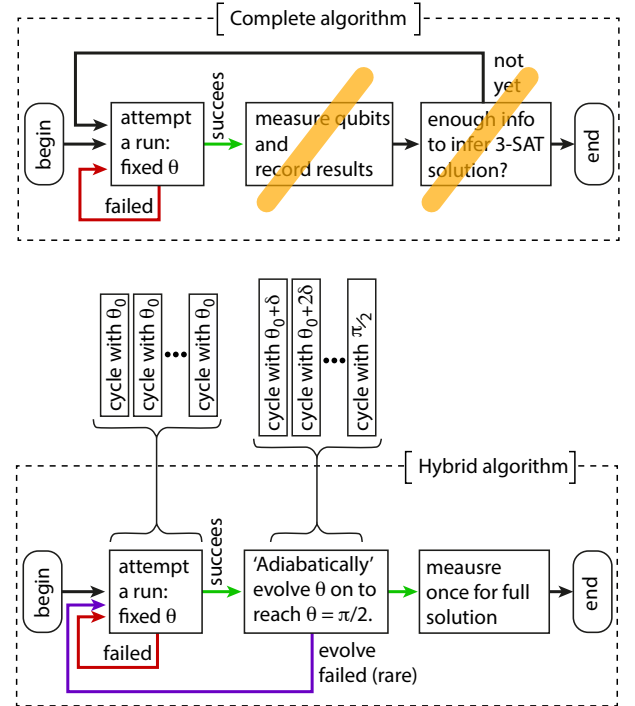 Complete algorithm
not
yet
begin
attempt
a run:
fixed θ
failed
succees
measure qubits
and
record results
enough info
to infer 3-SAT
solution?
end
cycle with θ0
cycle with θ0
•••
cycle with θ0
cycle with θ0+δ
cycle with θ0+2δ
•••
cycle with π/2
Hybrid algorithm
begin
attempt
a run:
fixed θ
failed
succees
‘Adiabatically’
evolve θ on to
reach θ = π/2.
evolve
failed (rare)
meausre
once for full
solution
end